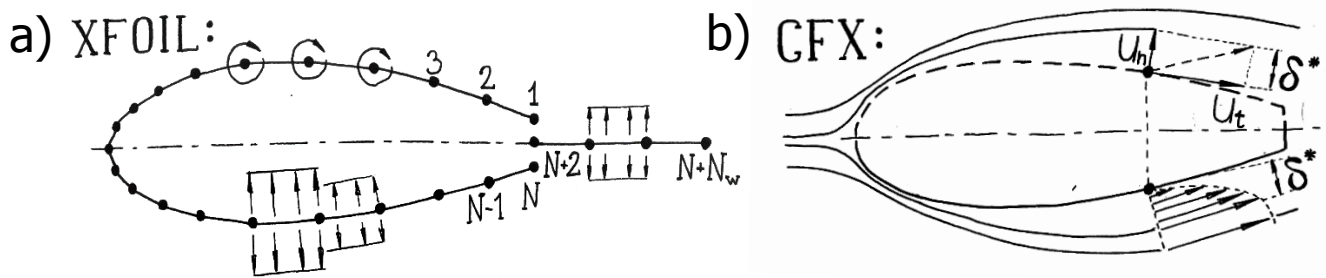 a) XFOIL:
3
2
1
N+2
N+N_w
N
N-1
b) CFX:
U_n
δ*
U_t
δ*